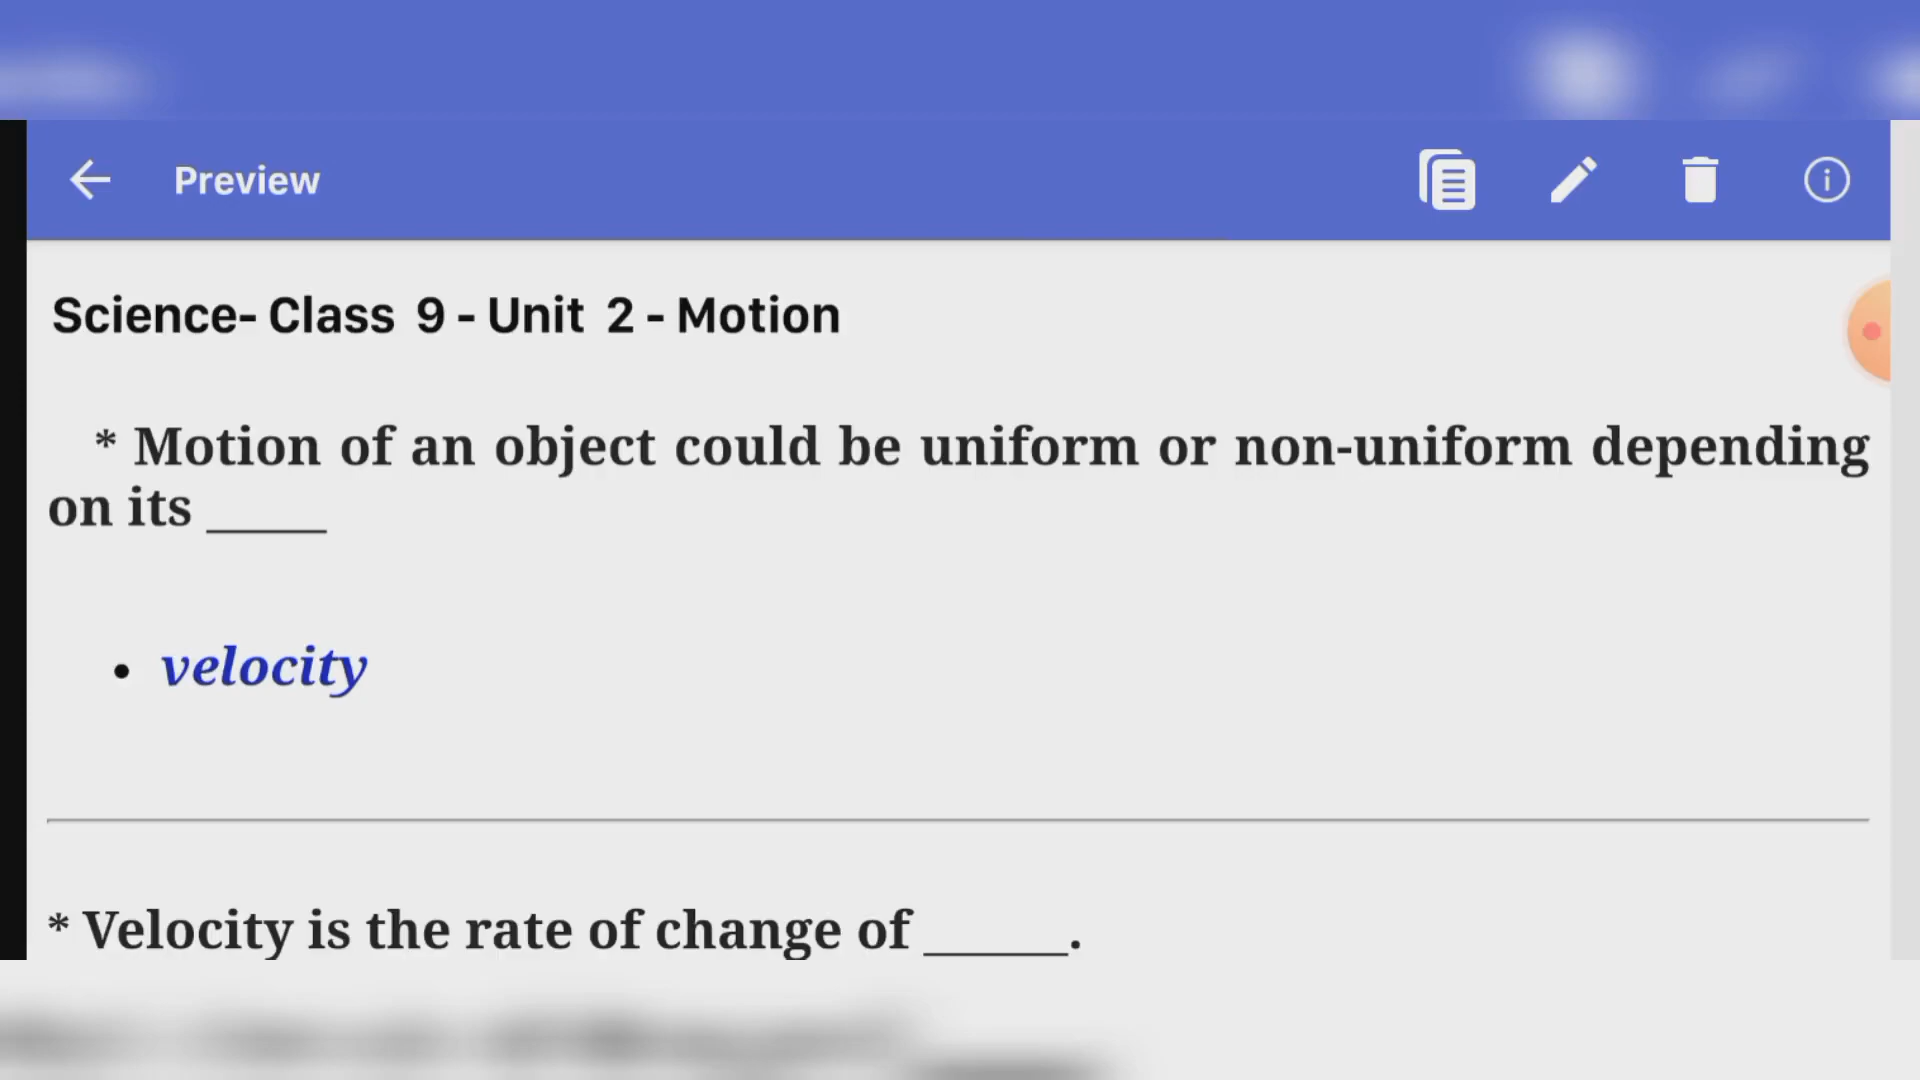 Preview
Science- Class 9 - Unit 2 - Motion
* Motion of an object could be uniform or non-uniform depending
on its _____
• velocity
* Velocity is the rate of change of ______.